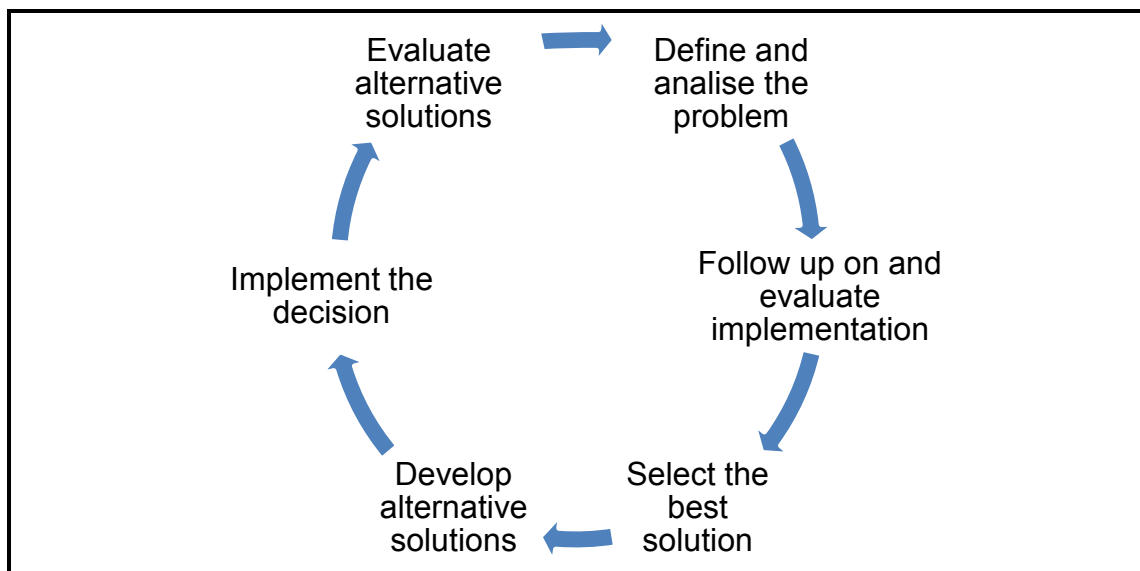 Evaluate
alternative
solutions
Define and
analise the
problem
Follow up on and
evaluate
implementation
Select the
best
solution
Develop
alternative
solutions
Implement the
decision